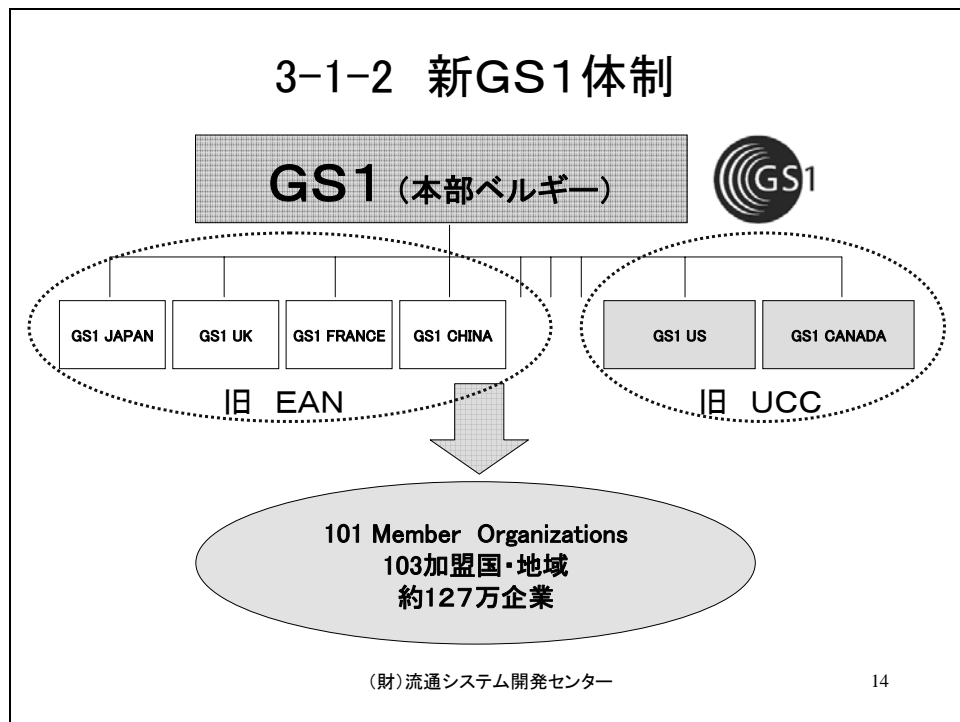 3-1-2 新GS1体制
GS1 (本部ベルギー)
GS1
GS1 JAPAN
GS1 UK
GS1 FRANCE
GS1 CHINA
GS1 US
GS1 CANADA
旧 EAN
旧 UCC
101 Member Organizations
103加盟国・地域
約127万企業
(財)流通システム開発センター
14